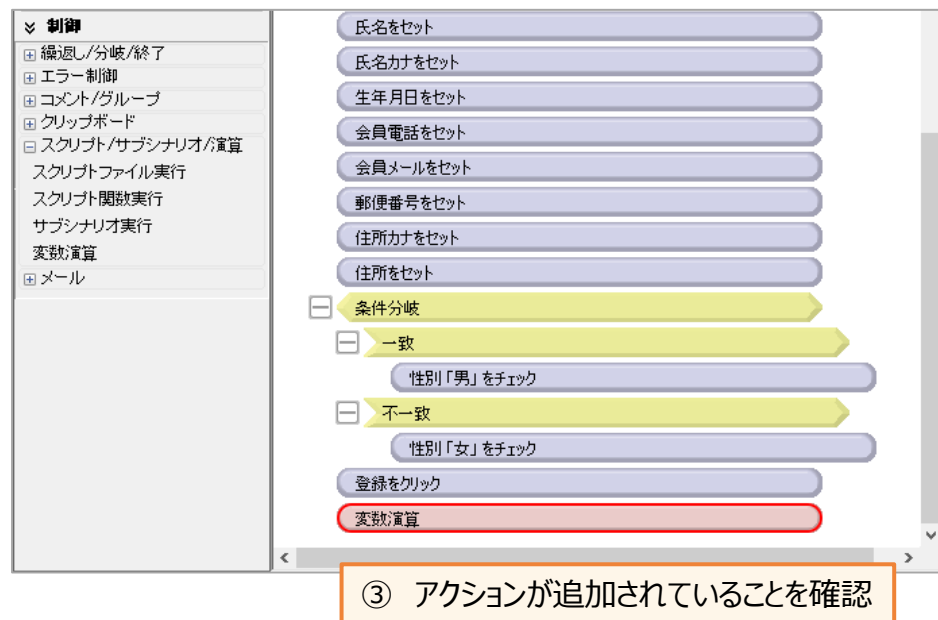 制御
繰返し/分岐/終了
エラー制御
コメント/グループ
クリップボード
スクリプト/サブシナリオ/演算
スクリプトファイル実行
スクリプト関数実行
サブシナリオ実行
変数演算
メール
氏名をセット
氏名カナをセット
生年月日をセット
会員電話をセット
会員メールをセット
郵便番号をセット
住所カナをセット
住所をセット
条件分岐
一致
性別「男」をチェック
不一致
性別「女」をチェック
登録をクリック
変数演算
③ アクションが追加されていることを確認